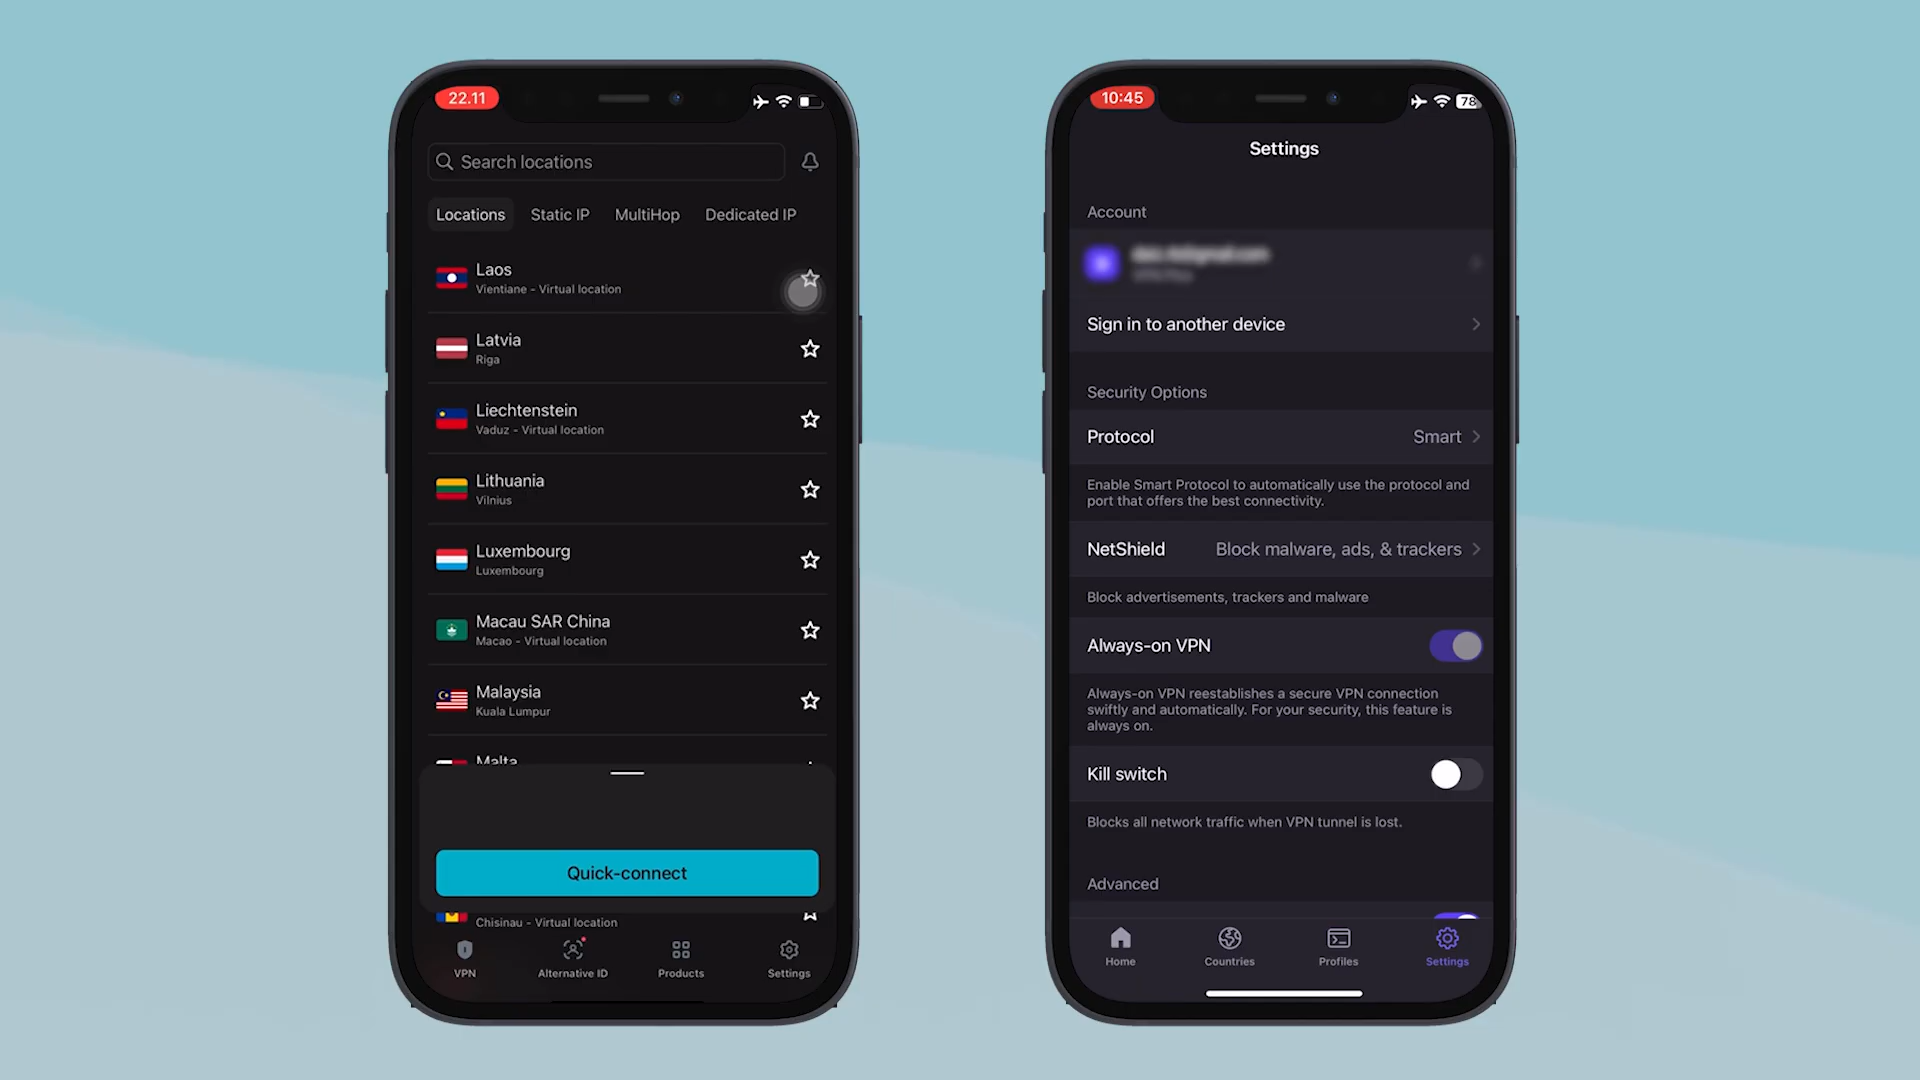 22.11
Search locations
Locations Static IP MultiHop Dedicated IP
Laos
Vientiane - Virtual location
Latvia
Riga
Liechtenstein
Vaduz - Virtual location
Lithuania
Vilnius
Luxembourg
Luxembourg
Macau SAR China
Macao - Virtual location
Malaysia
Kuala Lumpur
Malta
Quick-connect
Chisinau - Virtual location
VPN Alternative ID Products Settings
10:45 78
Settings
Account
Sign in to another device
Security Options
Protocol Smart
Enable Smart Protocol to automatically use the protocol and
port that offers the best connectivity.
NetShield Block malware, ads, & trackers
Block advertisements, trackers and malware
Always-on VPN
Always-on VPN reestablishes a secure VPN connection
swiftly and automatically. For your security, this feature is
always on.
Kill switch
Blocks all network traffic when VPN tunnel is lost.
Advanced
Home Countries Profiles Settings